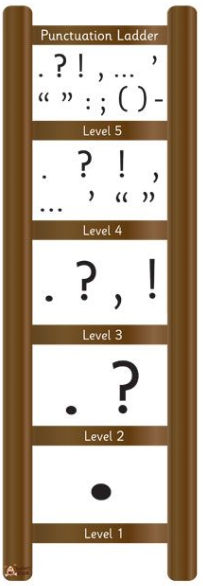 Punctuation Ladder
. ? ! , ... ’
“ ” : ; ( ) -
Level 5
. ? ! ,
... ’ “ ”
Level 4
. ? , !
Level 3
. ?
Level 2
.
Level 1